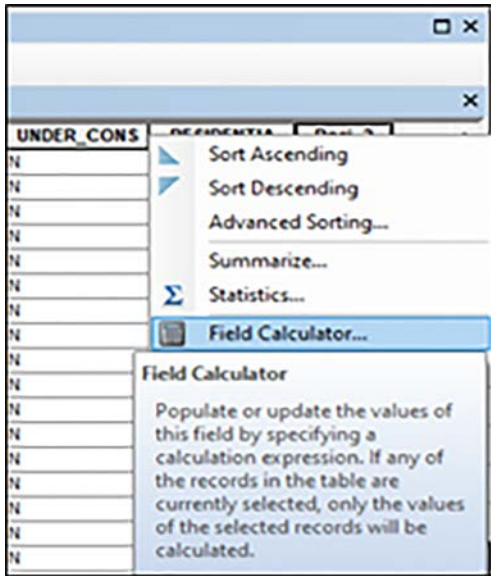 UNDER_CONS
N
Sort Ascending
N
Sort Descending
N
Advanced Sorting...
N
N
Summarize...
N
Statistics...
N
N
Field Calculator...
N
Field Calculator
N
Populate or update the values of
N
this field by specifying a
N
calculation expression. If any of
N
the records in the table are
N
currently selected, only the values
N
of the selected records will be
N
calculated.
N
N